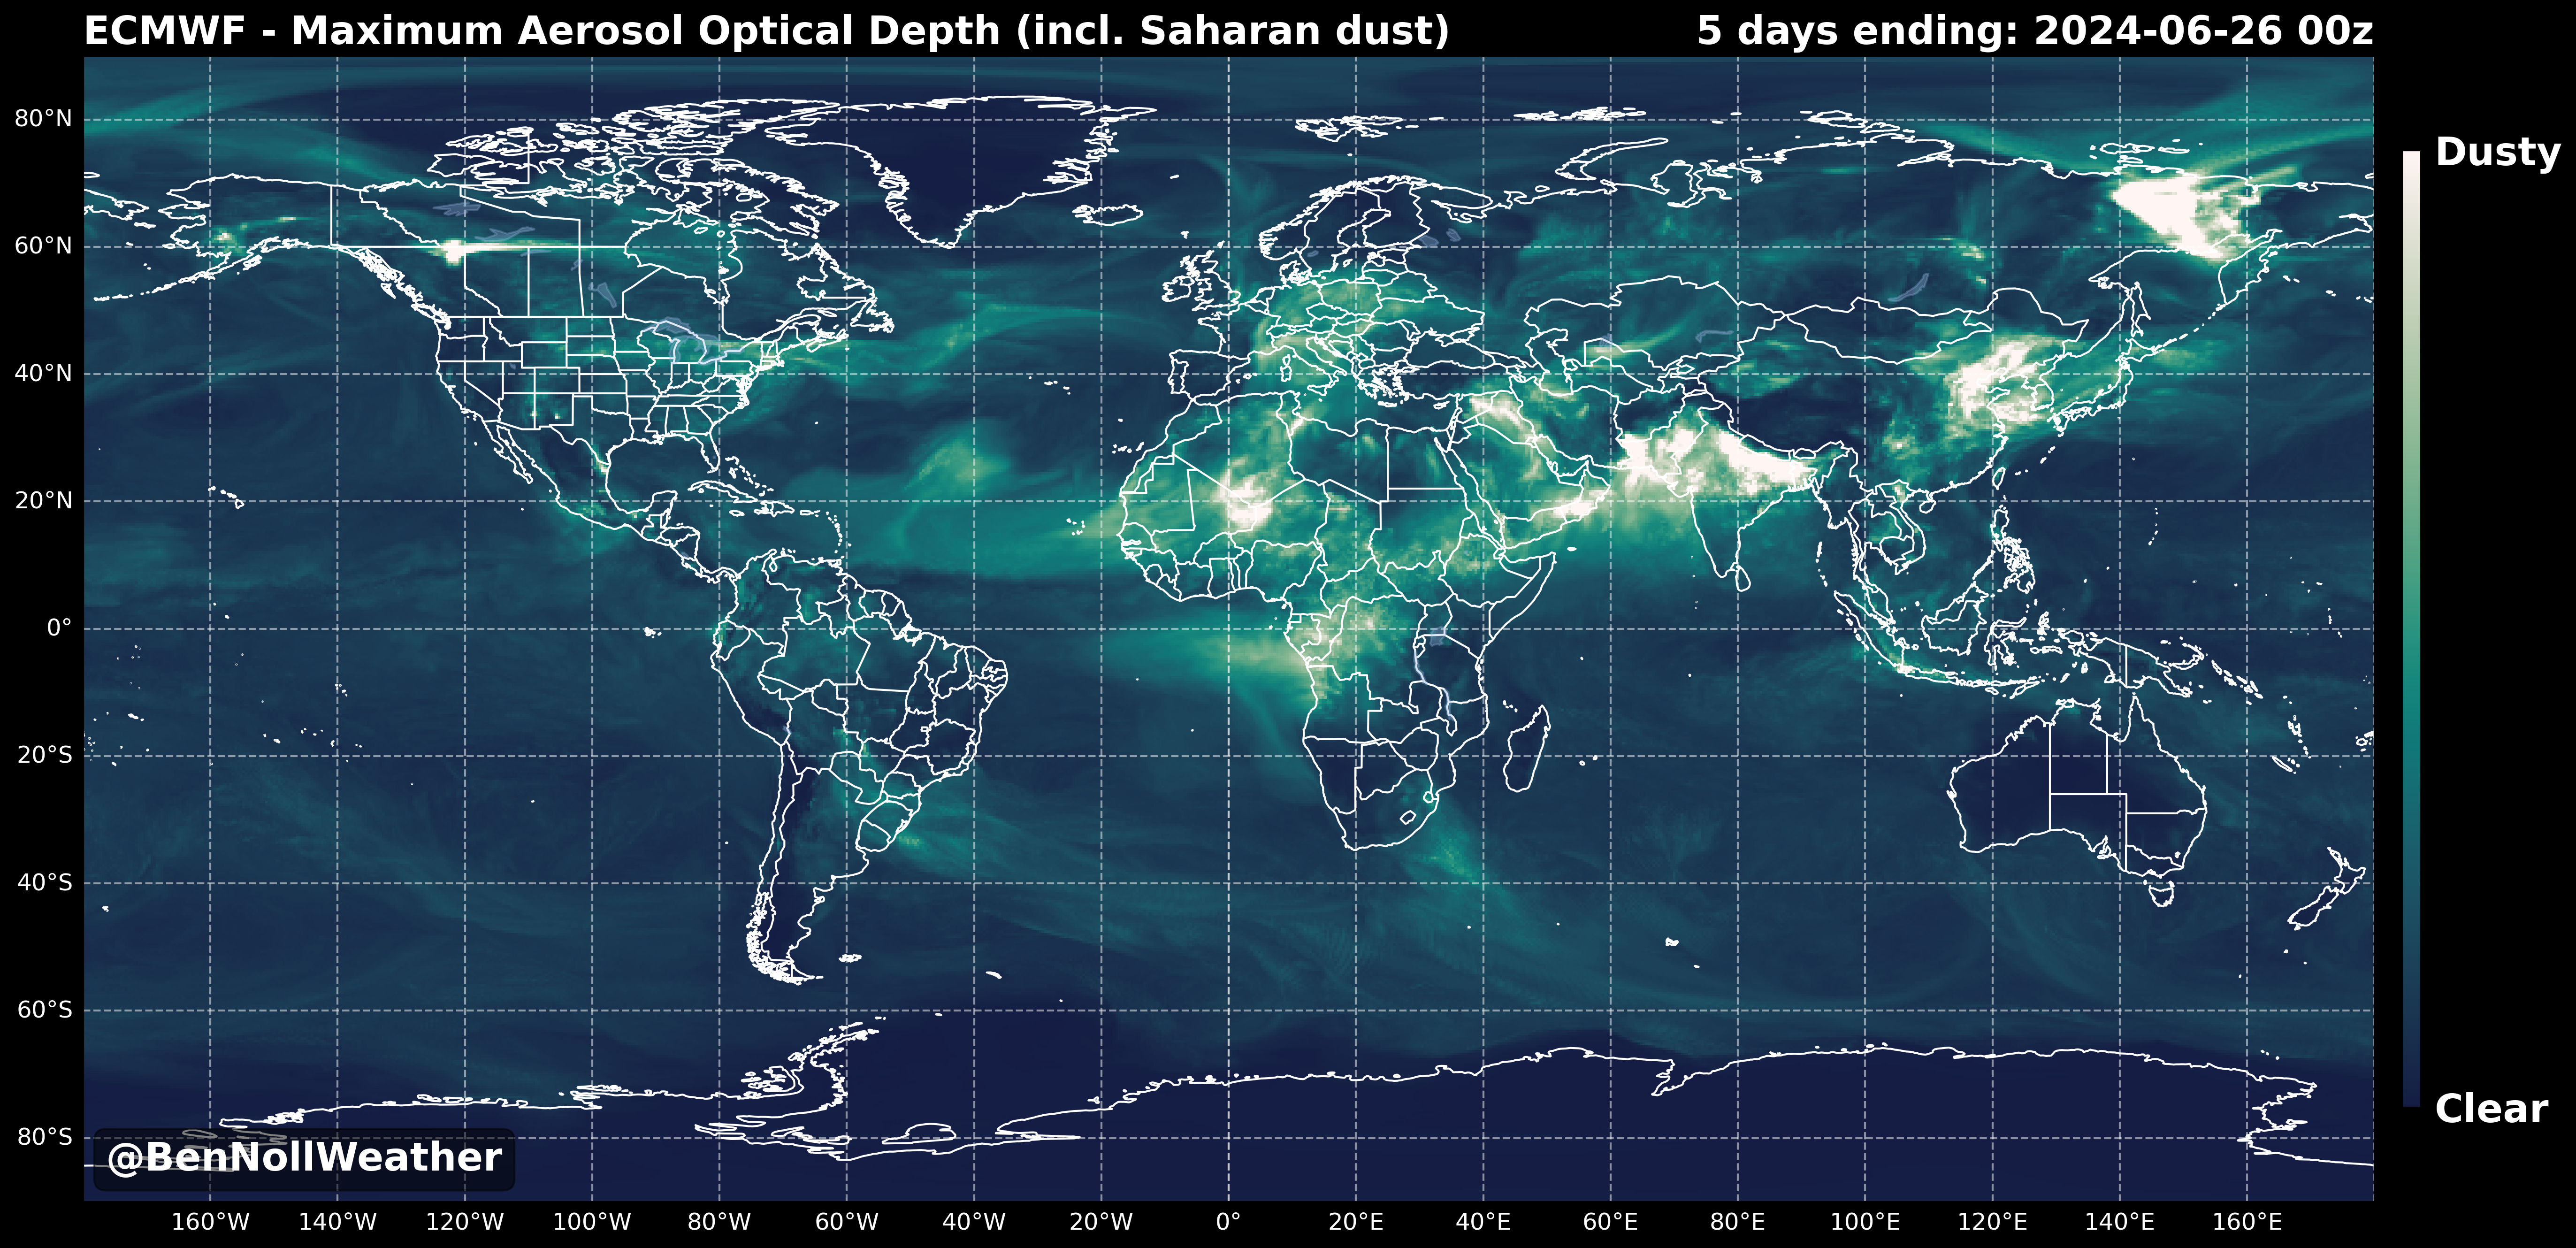 ECMWF - Maximum Aerosol Optical Depth (incl. Saharan dust)
5 days ending: 2024-06-26 00z
80°N
60°N
40°N
20°N
0°
20°S
40°S
60°S
80°S
Dusty
Clear
@BenNollWeather
160°W
140°W
120°W
100°W
80°W
60°W
40°W
20°W
0°
20°E
40°E
60°E
80°E
100°E
120°E
140°E
160°E